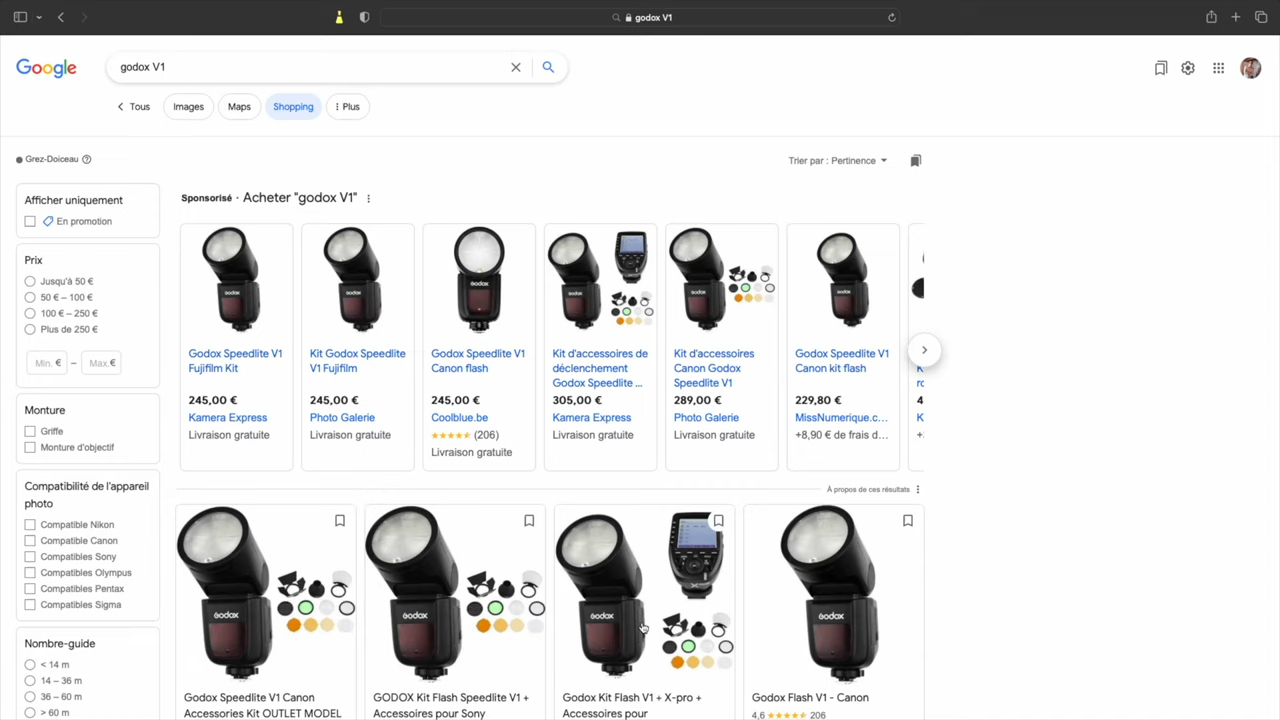 godox V1
Google
godox V1
Tous
Images
Maps
Shopping
Plus
Grez-Doiceau
Trier par : Pertinence
Afficher uniquement
En promotion
Prix
Jusqu'à 50 €
50 € – 100 €
100 € – 250 €
Plus de 250 €
Min. €
–
Max. €
Monture
Griffe
Monture d'objectif
Compatibilité de l'appareil
photo
Compatible Nikon
Compatible Canon
Compatibles Sony
Compatibles Olympus
Compatibles Pentax
Compatibles Sigma
Nombre-guide
< 14 m
14 – 36 m
36 – 60 m
> 60 m
Sponsorisé · Acheter "godox V1"
Godox Speedlite V1
Fujifilm Kit
245,00 €
Kamera Express
Livraison gratuite
Kit Godox Speedlite
V1 Fujifilm
245,00 €
Photo Galerie
Livraison gratuite
Godox Speedlite V1
Canon flash
245,00 €
Coolblue.be
(206)
Livraison gratuite
Kit d'accessoires de
déclenchement
Godox Speedlite ...
305,00 €
Kamera Express
Livraison gratuite
Kit d'accessoires
Canon Godox
Speedlite V1
289,00 €
Photo Galerie
Livraison gratuite
Godox Speedlite V1
Canon kit flash
229,80 €
MissNumerique.c...
+8,90 € de frais d...
À propos de ces résultats
Godox
Godox
Godox
Godox
Godox Speedlite V1 Canon
Accessories Kit OUTLET MODEL
GODOX Kit Flash Speedlite V1 +
Accessoires pour Sony
Godox Kit Flash V1 + X-pro +
Accessoires pour
Godox Flash V1 - Canon
4,6
206